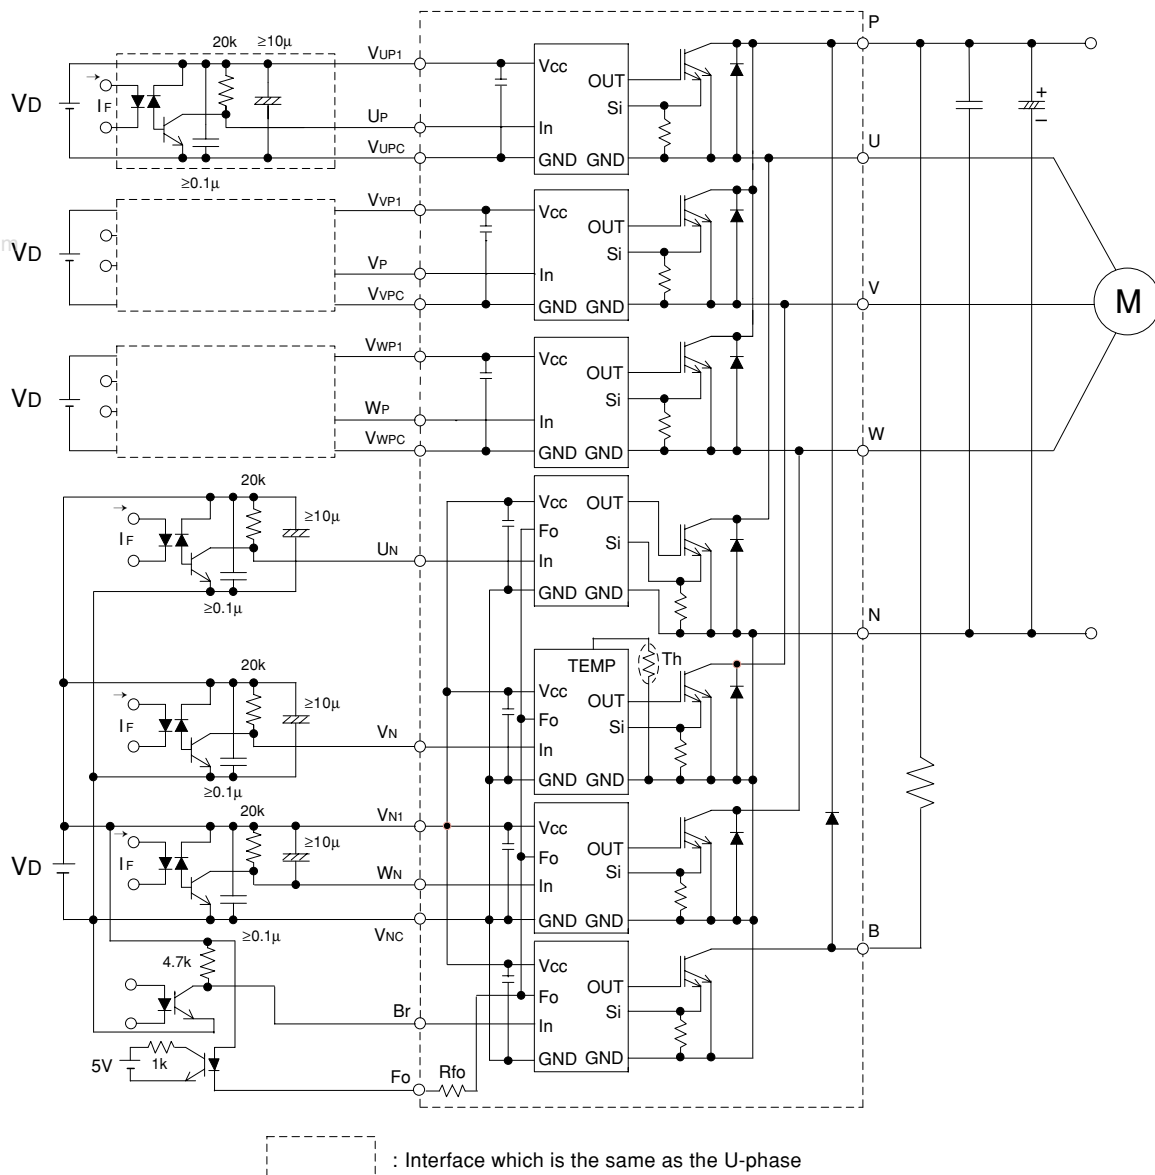 P
20k ≥10µ
VUP1
VD
IF
UP
VUPC
≥0.1µ
Vcc
OUT
Si
In
GND GND
U
+
–
VD
m
VVP1
VP
VVPC
Vcc
OUT
Si
In
GND GND
V
M
VD
VWP1
WP
VWPC
Vcc
OUT
Si
In
GND GND
W
20k
≥10µ
IF
UN
≥0.1µ
Vcc OUT
Fo
Si
In
GND GND
N
20k
≥10µ
IF
VN
≥0.1µ
TEMP
Th
Vcc
OUT
Fo
Si
In
GND GND
20k
VN1
≥10µ
IF
VD
WN
VNC
≥0.1µ
Vcc
OUT
Fo
Si
In
GND GND
B
4.7k
Br
5V
1k
Fo
Rfo
Vcc
OUT
Fo
Si
In
GND GND
: Interface which is the same as the U-phase